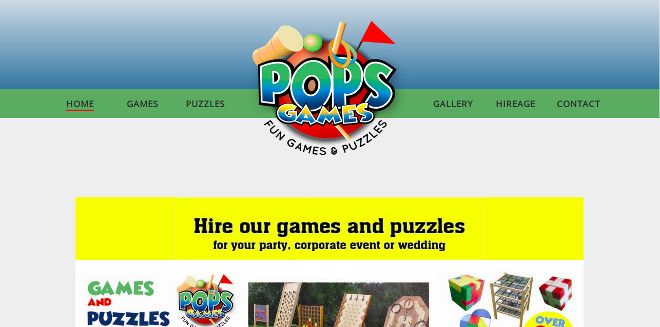 HOME GAMES PUZZLES GALLERY HIREAGE CONTACT
POPS
GAMES
FUN GAMES & PUZZLES
Hire our games and puzzles
for your party, corporate event or wedding
GAMES
AND
PUZZLES
POPS
GAMES
OVER